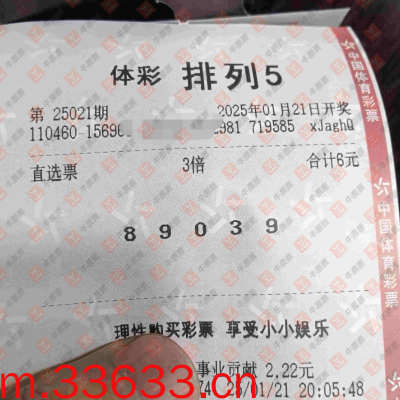 体彩 排列5
第 25021期 2025年01月21日开奖
110460 15690 2981 719585 xJaghQ
直选票 3倍 合计6元
8 9 0 3 9
理性购买彩票 享受小小娱乐
事业贡献 2.22元
74 25/01/21 20:05:48
m.33633.cn
中国体育彩票
中国体育彩票